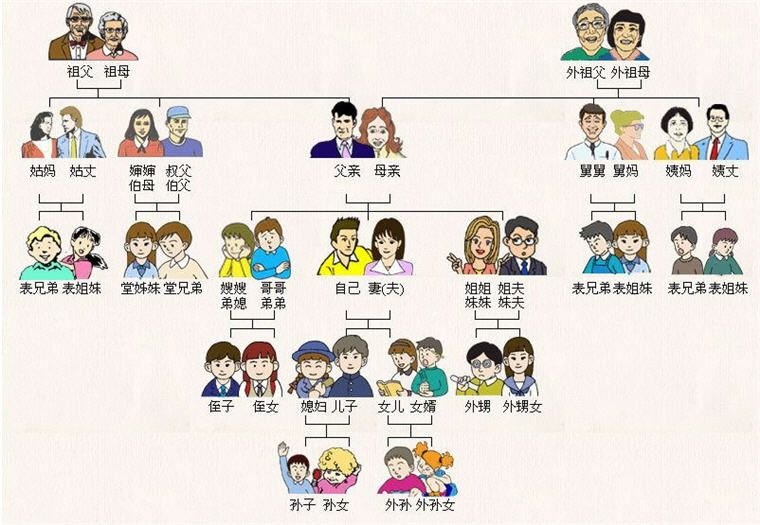 祖父 祖母
外祖父 外祖母
姑妈 姑丈
婶婶 叔父
伯母 伯父
父亲 母亲
舅舅 舅妈
姨妈 姨丈
表兄弟 表姐妹
堂姊妹 堂兄弟
嫂嫂 哥哥
弟媳 弟弟
自己 妻(夫)
姐姐 姐夫
妹妹 妹夫
表兄弟 表姐妹
表兄弟 表姐妹
侄子 侄女
媳妇 儿子
女儿 女婿
外甥 外甥女
孙子 孙女
外孙 外孙女